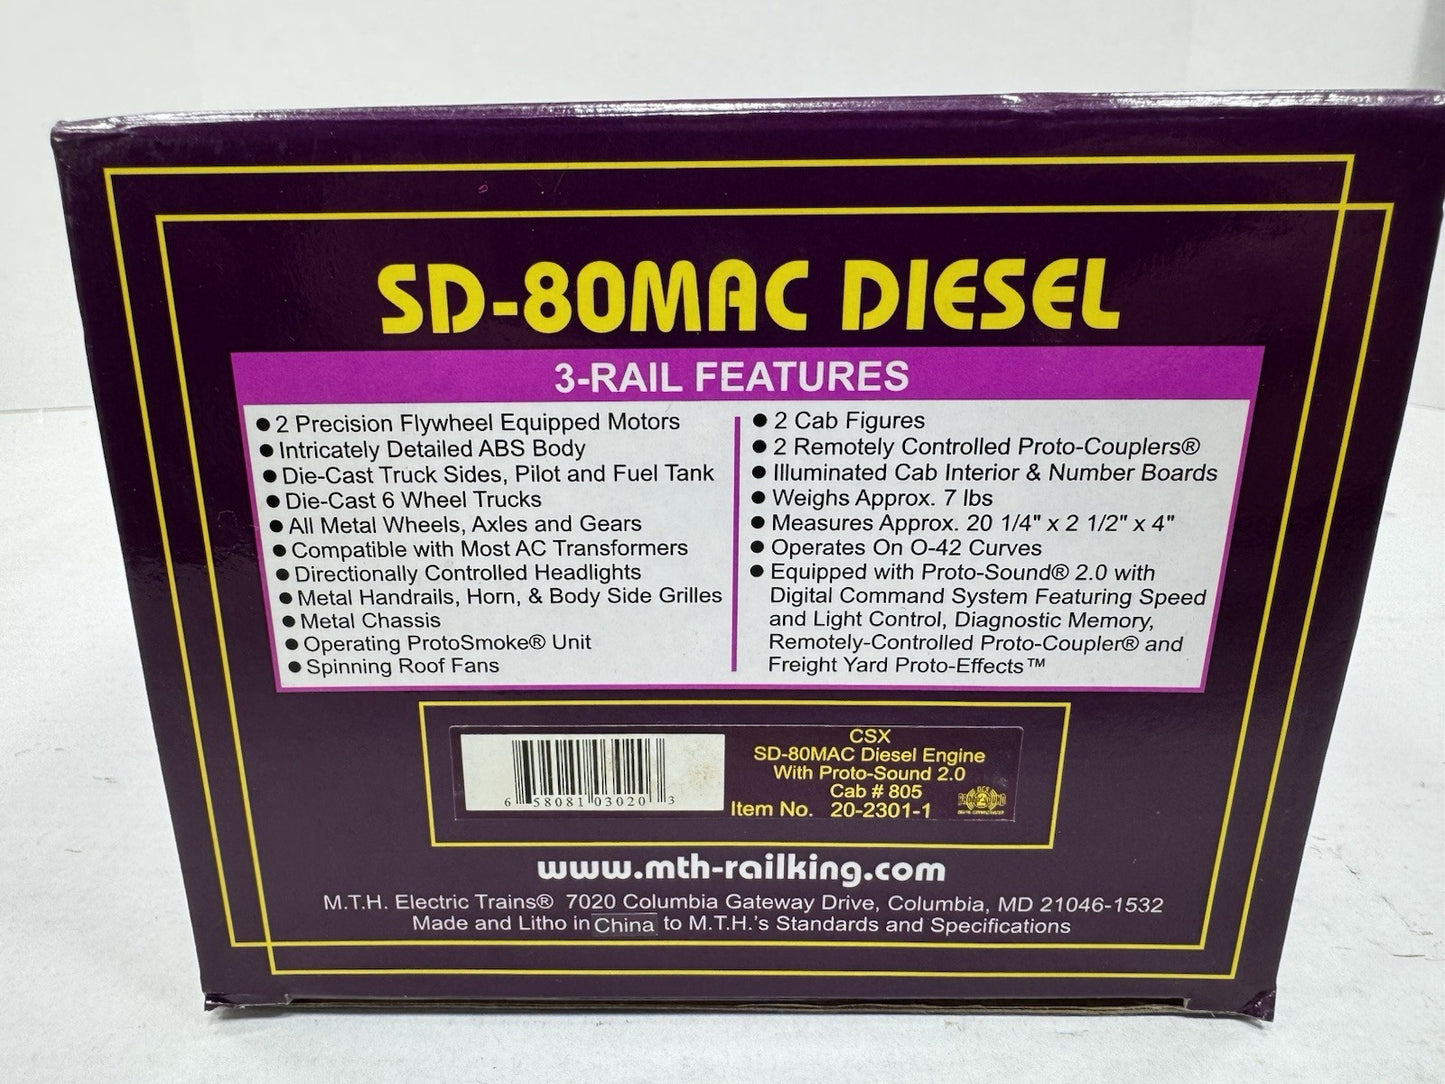 SD-80MAC DIESEL
3-RAIL FEATURES
● 2 Precision Flywheel Equipped Motors
● Intricately Detailed ABS Body
● Die-Cast Truck Sides, Pilot and Fuel Tank
● Die-Cast 6 Wheel Trucks
● All Metal Wheels, Axles and Gears
● Compatible with Most AC Transformers
● Directionally Controlled Headlights
● Metal Handrails, Horn, & Body Side Grilles
● Metal Chassis
● Operating ProtoSmoke® Unit
● Spinning Roof Fans
● 2 Cab Figures
● 2 Remotely Controlled Proto-Couplers®
● Illuminated Cab Interior & Number Boards
● Weighs Approx. 7 lbs
● Measures Approx. 20 1/4" x 2 1/2" x 4"
● Operates On O-42 Curves
● Equipped with Proto-Sound® 2.0 with
Digital Command System Featuring Speed
and Light Control, Diagnostic Memory,
Remotely-Controlled Proto-Coupler® and
Freight Yard Proto-Effects™
6 58081 03020 3
CSX
SD-80MAC Diesel Engine
With Proto-Sound 2.0
Cab # 805
Item No. 20-2301-1
www.mth-railking.com
M.T.H. Electric Trains® 7020 Columbia Gateway Drive, Columbia, MD 21046-1532
Made and Litho in China to M.T.H.'s Standards and Specifications